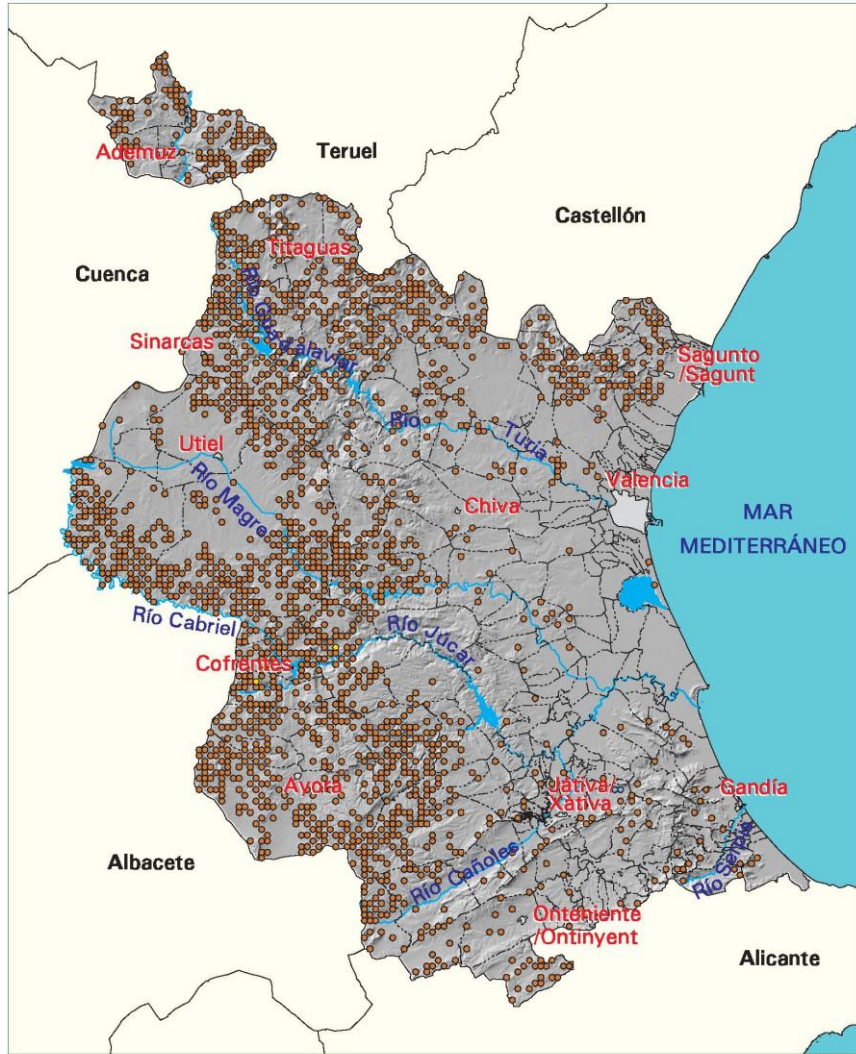 Ademuz
Teruel
Castellón
Cuenca
Titaguas
Río Guadalaviar
Sinarcas
Sagunto
/Sagunt
Río
Turia
Utiel
Valencia
Río Magro
Chiva
MAR
MEDITERRÁNEO
Río Cabriel
Río Júcar
Cofrentes
Ayora
Játiva/
Xàtiva
Gandía
Albacete
Río Cañoles
Río Serpis
Onteniente
/Ontinyent
Alicante